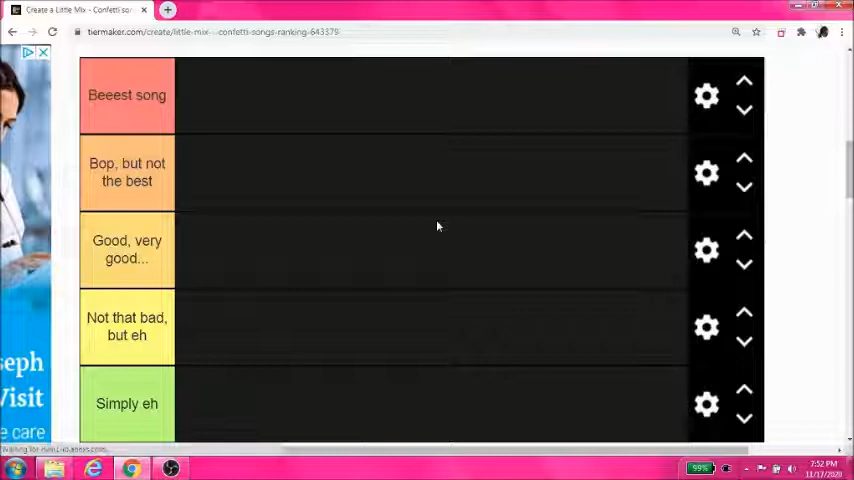 Create a Little Mix - Confetti so
tiermaker.com/create/little-mix---confetti-songs-ranking-643379
Beeest song
Bop, but not
the best
Good, very
good...
Not that bad,
but eh
Simply eh
seph
Visit
e care
99%
7:52 PM
11/17/2020